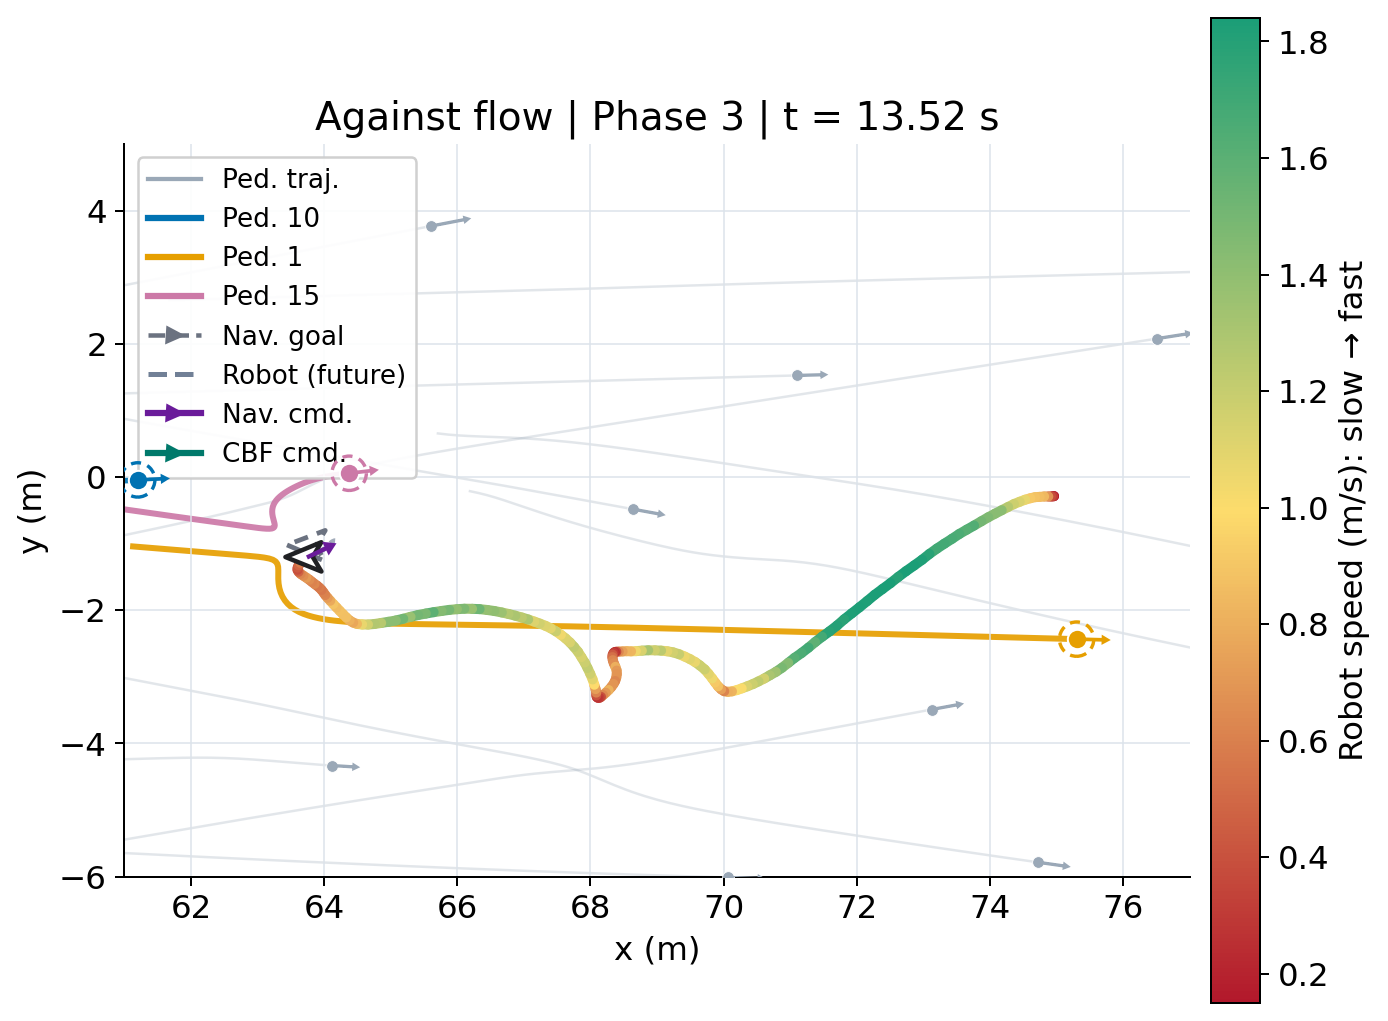 Against flow | Phase 3 | t = 13.52 s
Ped. traj.
Ped. 10
Ped. 1
Ped. 15
Nav. goal
Robot (future)
Nav. cmd.
CBF cmd.
4
2
0
−2
−4
−6
y (m)
62 64 66 68 70 72 74 76
x (m)
1.8
1.6
1.4
1.2
1.0
0.8
0.6
0.4
0.2
Robot speed (m/s): slow → fast